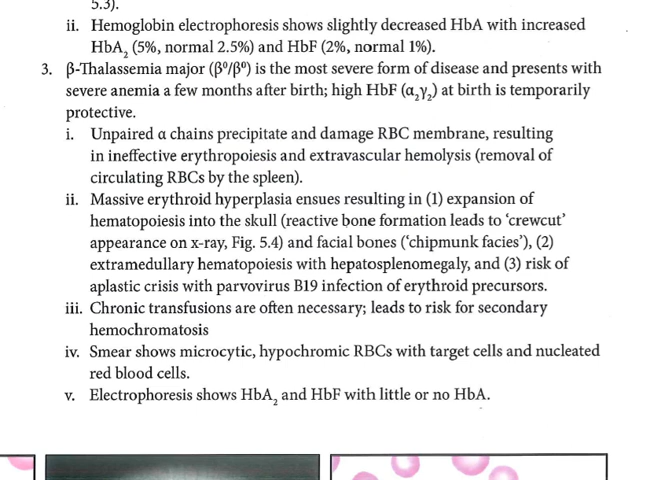 5.3).
ii. Hemoglobin electrophoresis shows slightly decreased HbA with increased
HbA₂ (5%, normal 2.5%) and HbF (2%, normal 1%).
3. β-Thalassemia major (β⁰/β⁰) is the most severe form of disease and presents with
severe anemia a few months after birth; high HbF (α₂γ₂) at birth is temporarily
protective.
i. Unpaired α chains precipitate and damage RBC membrane, resulting
in ineffective erythropoiesis and extravascular hemolysis (removal of
circulating RBCs by the spleen).
ii. Massive erythroid hyperplasia ensues resulting in (1) expansion of
hematopoiesis into the skull (reactive bone formation leads to 'crewcut'
appearance on x-ray, Fig. 5.4) and facial bones ('chipmunk facies'), (2)
extramedullary hematopoiesis with hepatosplenomegaly, and (3) risk of
aplastic crisis with parvovirus B19 infection of erythroid precursors.
iii. Chronic transfusions are often necessary; leads to risk for secondary
hemochromatosis
iv. Smear shows microcytic, hypochromic RBCs with target cells and nucleated
red blood cells.
v. Electrophoresis shows HbA₂ and HbF with little or no HbA.